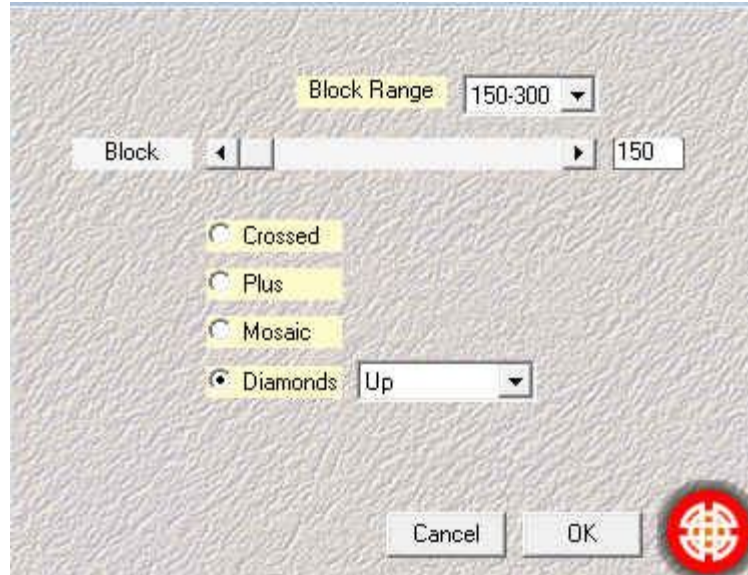 Block Range 150-300
Block 150
Crossed
Plus
Mosaic
Diamonds Up
Cancel OK